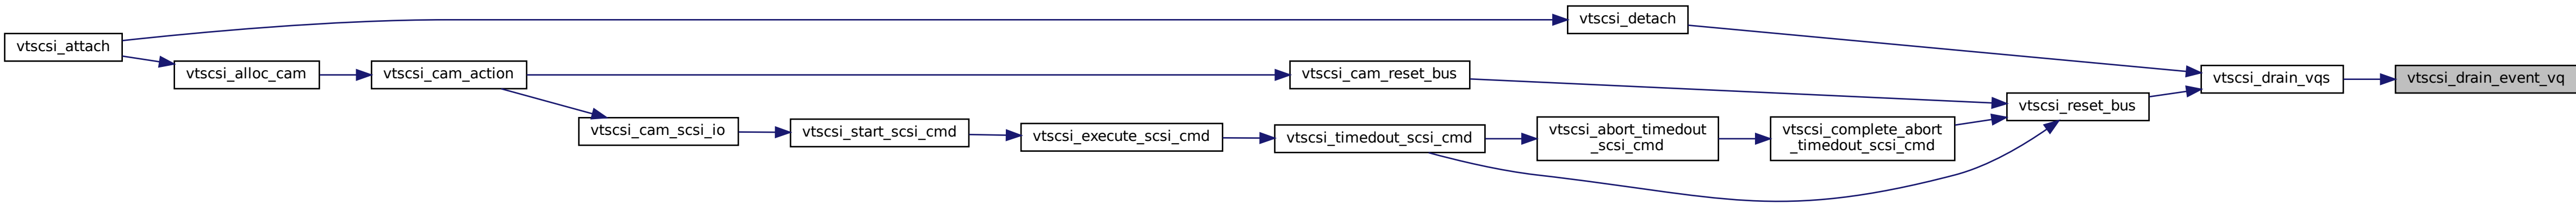 vtscsi_attach
vtscsi_alloc_cam
vtscsi_cam_action
vtscsi_cam_scsi_io
vtscsi_start_scsi_cmd
vtscsi_execute_scsi_cmd
vtscsi_cam_reset_bus
vtscsi_timedout_scsi_cmd
vtscsi_detach
vtscsi_abort_timedout
_scsi_cmd
vtscsi_complete_abort
_timedout_scsi_cmd
vtscsi_reset_bus
vtscsi_drain_vqs
vtscsi_drain_event_vq